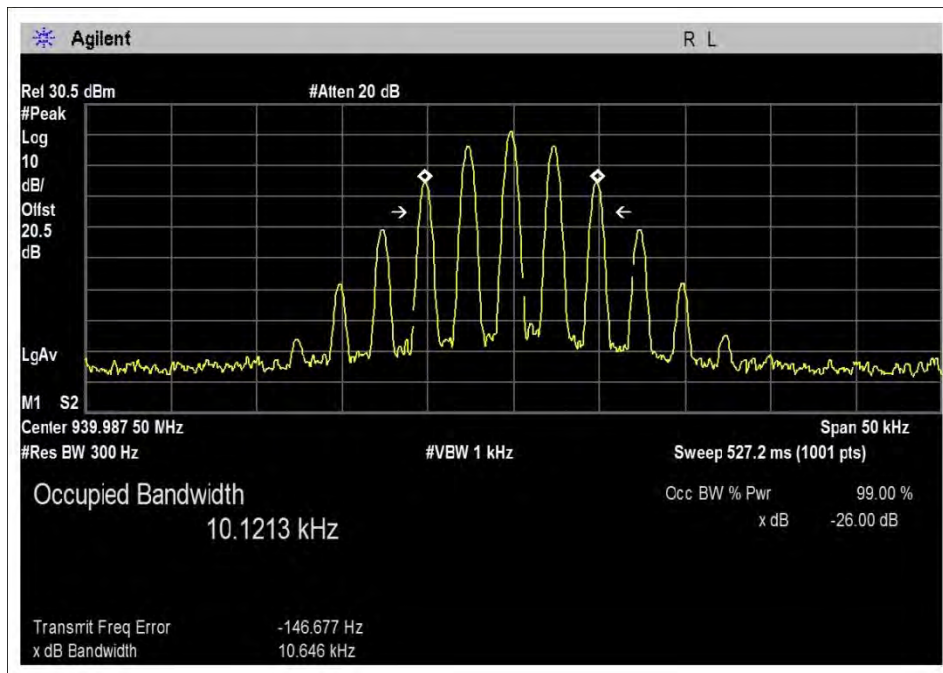 Agilent R L
Ref 30.5 dBm #Atten 20 dB
#Peak
Log
10
dB/
Offst
20.5
dB
LgAv
M1 S2
Center 939.987 50 MHz Span 50 kHz
#Res BW 300 Hz #VBW 1 kHz Sweep 527.2 ms (1001 pts)
Occupied Bandwidth Occ BW % Pwr 99.00 %
10.1213 kHz x dB -26.00 dB
Transmit Freq Error -146.677 Hz
x dB Bandwidth 10.646 kHz